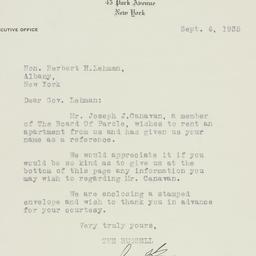 45 Park Avenue
New York
EXECUTIVE OFFICE
Sept. 4, 1935
Hon. Herbert H.Lehman,
Albany,
New York
Dear Gov. Lehman:
Mr. Joseph J.Canavan, a member
of The Board Of Parole, wishes to rent an
apartment from us and has given us your
name as a reference.
We would appreciate it if you
would be so kind as to give us at the
bottom of this page any information you
may wish to regarding Mr. Canavan.
We are enclosing a stamped
envelope and wish to thank you in advance
for your courtesy.
Very truly yours,
THE RUSSELL